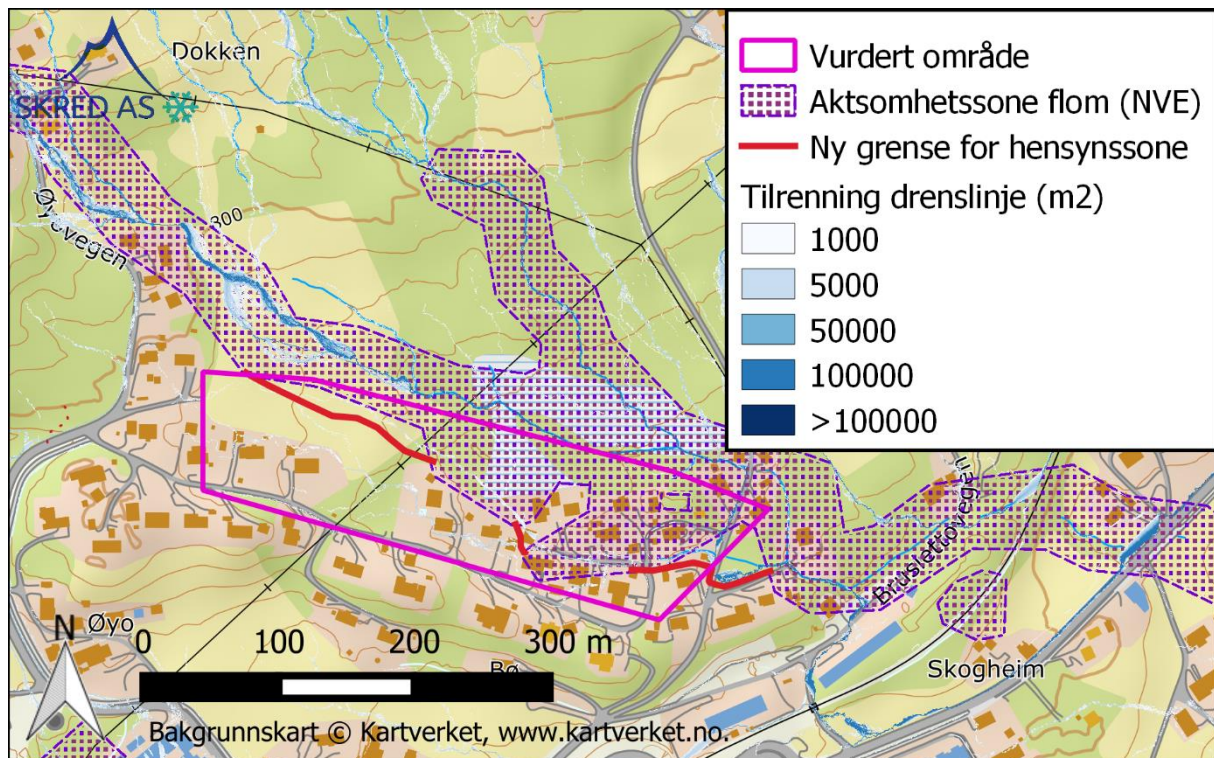 Dokken
SKRED AS
Øyovegen
300
Vurdert område
Aktsomhetssone flom (NVE)
Ny grense for hensynssone
Tilrenning drenslinje (m2)
1000
5000
50000
100000
>100000
Bruslettovegen
N
Øyo
0 100 200 300 m
Bø
Skogheim
Bakgrunnskart © Kartverket, www.kartverket.no.